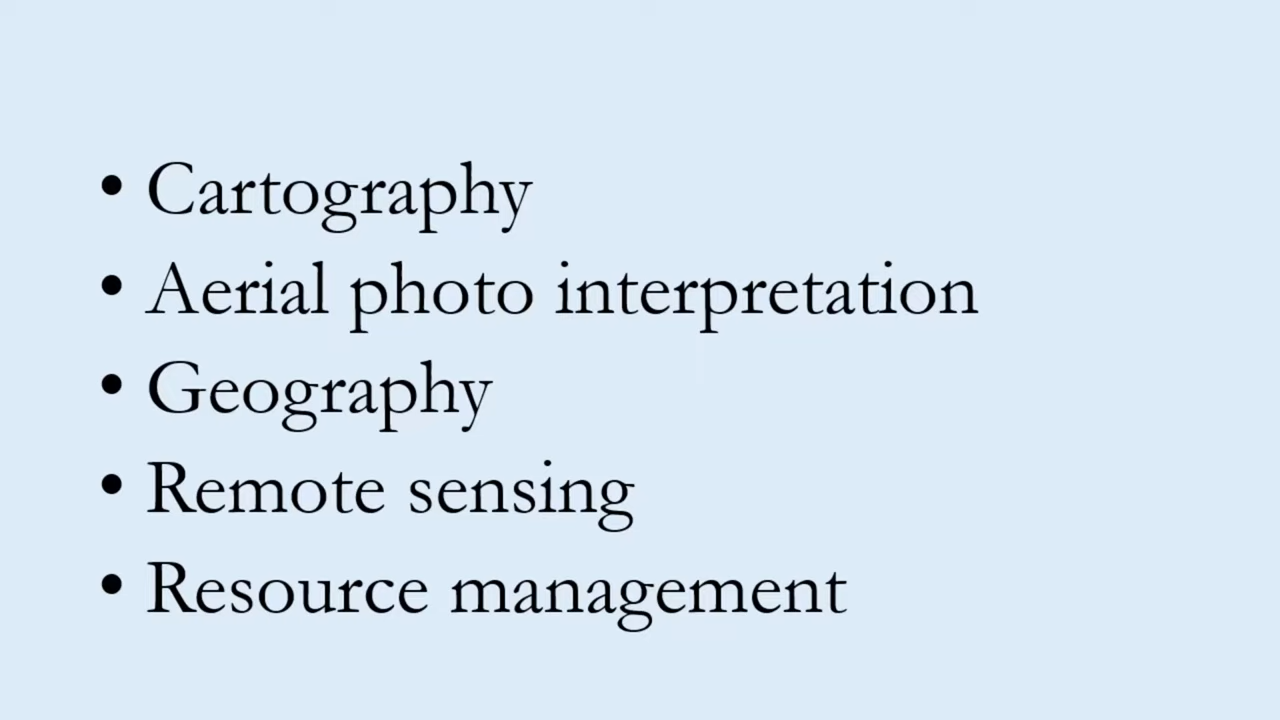 • Cartography
• Aerial photo interpretation
• Geography
• Remote sensing
• Resource management